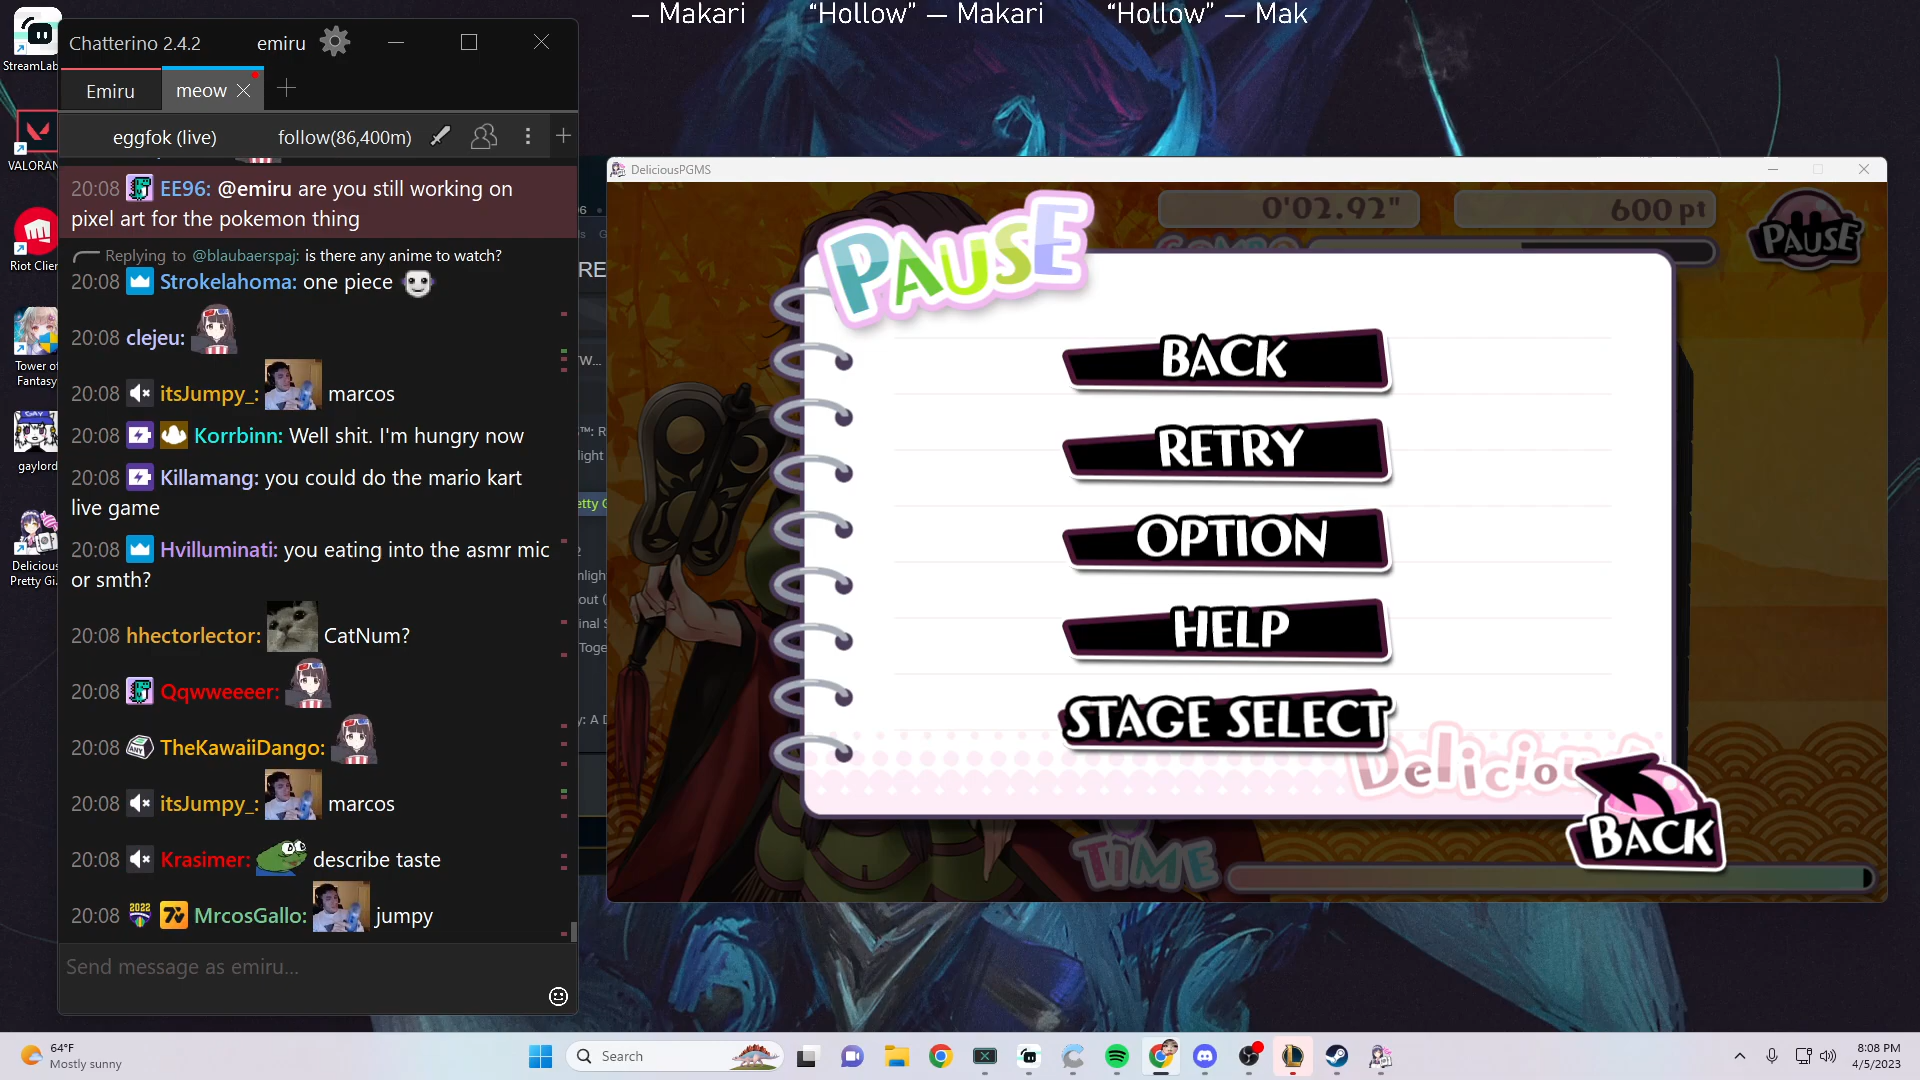 — Makari “Hollow” — Makari “Hollow” — Mak
StreamLab
VALORAN
Riot Clien
Tower of
Fantasy
GAY
gaylord
Delicious
Pretty Gi...
Chatterino 2.4.2
emiru
Emiru
meow
eggfok (live)
follow(86,400m)
20:08 EE96: @emiru are you still working on
pixel art for the pokemon thing
Replying to @blaubaerspaj: is there any anime to watch?
20:08 Strokelahoma: one piece
20:08 clejeu:
20:08 itsJumpy_: marcos
20:08 Korrbinn: Well shit. I'm hungry now
20:08 Killamang: you could do the mario kart
live game
20:08 Hvilluminati: you eating into the asmr mic
or smth?
20:08 hhectorlector: CatNum?
20:08 Qqwweeeer:
20:08 ANY TheKawaiiDango:
20:08 itsJumpy_: marcos
20:08 Krasimer: describe taste
20:08 2022 MrcosGallo: jumpy
Send message as emiru...
DeliciousPGMS
0'02.92"
600 pt
PAUSE
COMBO
PAUSE
BACK
RETRY
OPTION
HELP
STAGE SELECT
Deliciou
BACK
TIME
64°F
Mostly sunny
Search
8:08 PM
4/5/2023